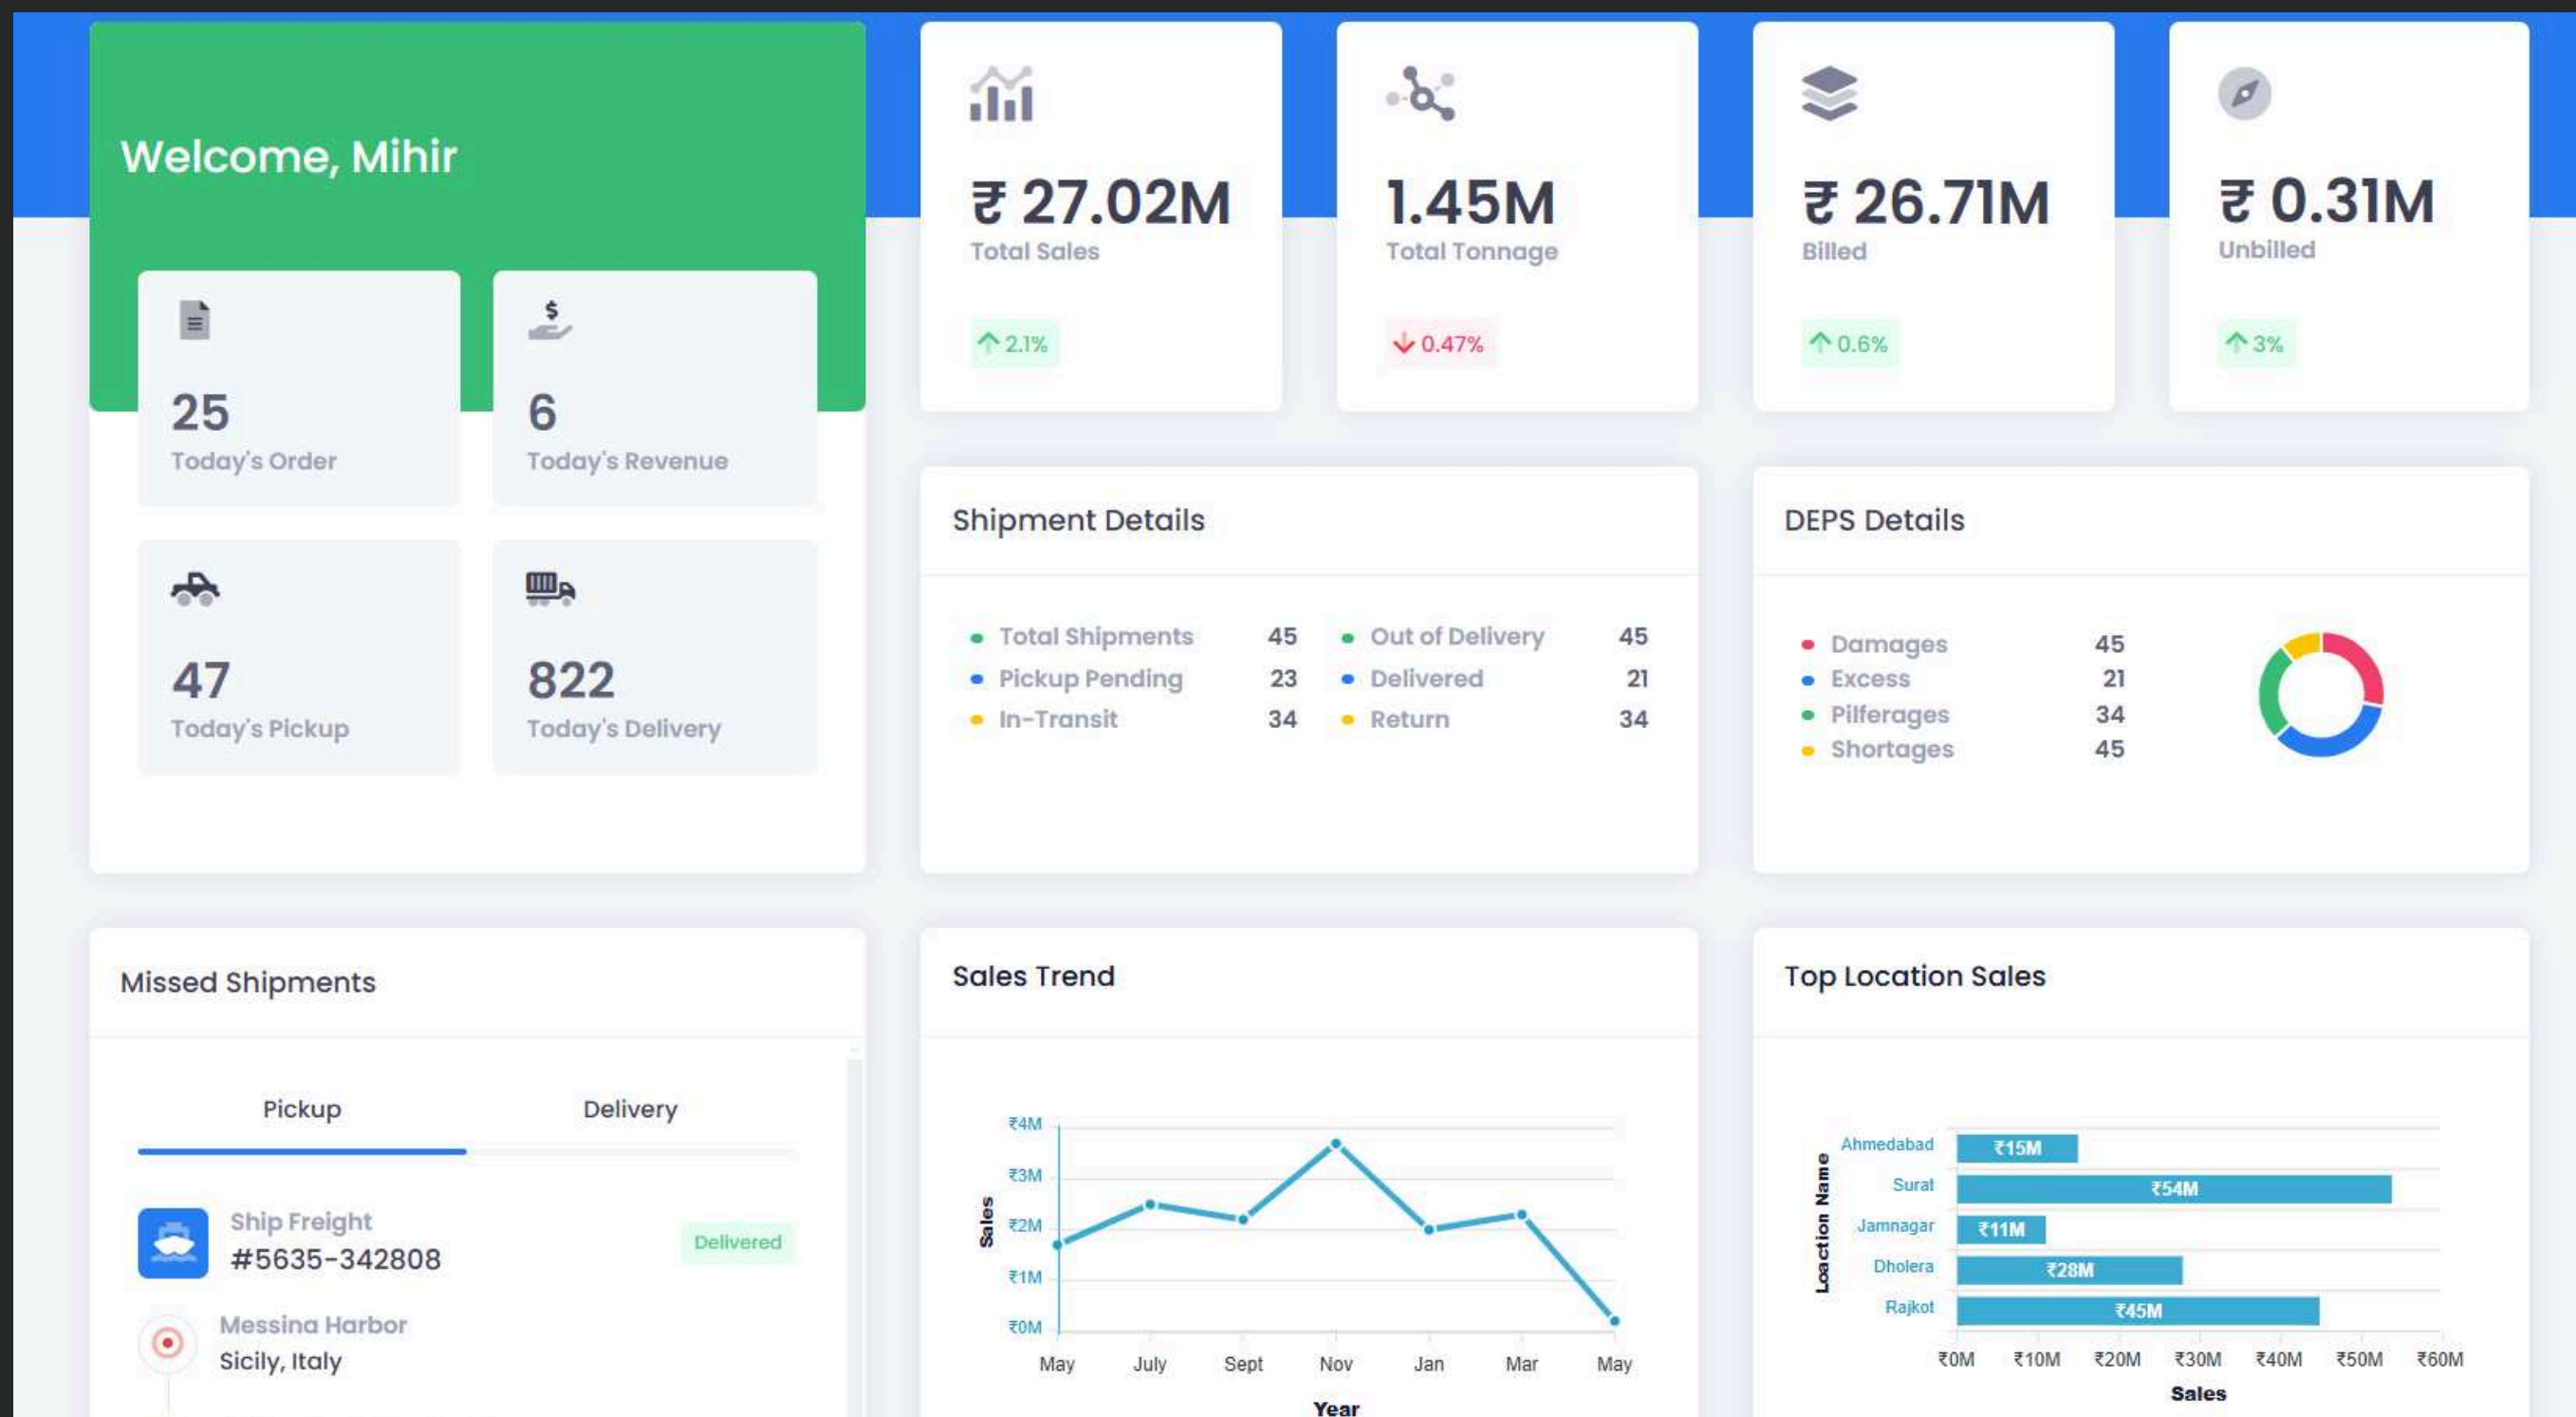 Welcome, Mihir
25
Today's Order
$
6
Today's Revenue
47
Today's Pickup
822
Today's Delivery
₹ 27.02M
Total Sales
2.1%
1.45M
Total Tonnage
0.47%
₹ 26.71M
Billed
0.6%
₹ 0.31M
Unbilled
3%
Shipment Details
Total Shipments 45
Pickup Pending 23
In-Transit 34
Out of Delivery 45
Delivered 21
Return 34
DEPS Details
Damages 45
Excess 21
Pilferages 34
Shortages 45
Missed Shipments
Pickup Delivery
Ship Freight
#5635-342808
Delivered
Messina Harbor
Sicily, Italy
Sales Trend
Sales
₹4M
₹3M
₹2M
₹1M
₹0M
May July Sept Nov Jan Mar May
Year
Top Location Sales
Loaction Name
Ahmedabad ₹15M
Surat ₹54M
Jamnagar ₹11M
Dholera ₹28M
Rajkot ₹45M
₹0M ₹10M ₹20M ₹30M ₹40M ₹50M ₹60M
Sales